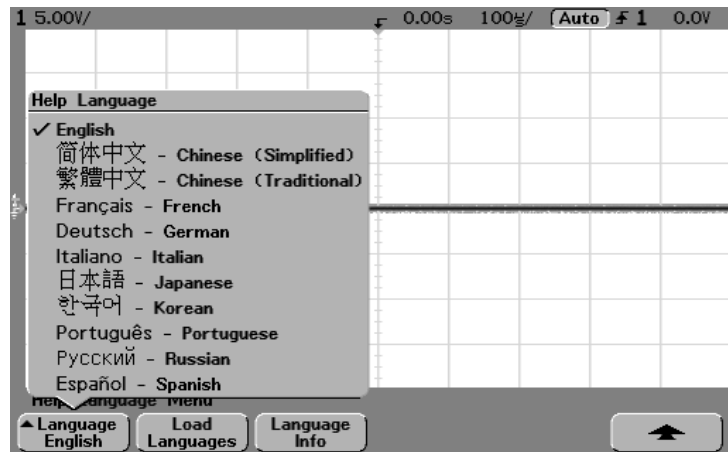 1 5.00V/ 0.00s 100㎱/ Auto 1 0.0V
Help Language
✓ English
简体中文 - Chinese (Simplified)
繁體中文 - Chinese (Traditional)
Français - French
Deutsch - German
Italiano - Italian
日本語 - Japanese
한국어 - Korean
Português - Portuguese
Русский - Russian
Español - Spanish
Help Language Menu
Language English
Load Languages
Language Info